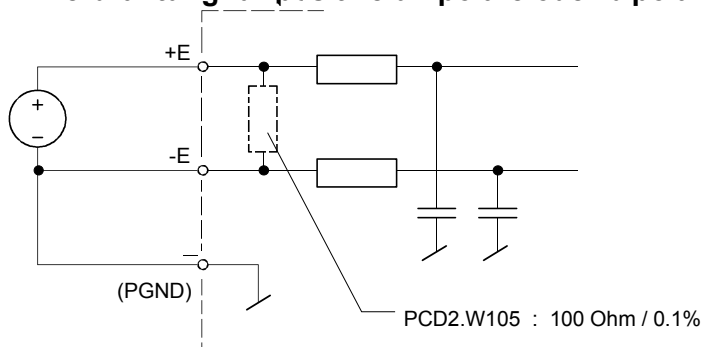 +E
+
−
-E
(PGND)
PCD2.W105 : 100 Ohm / 0.1%